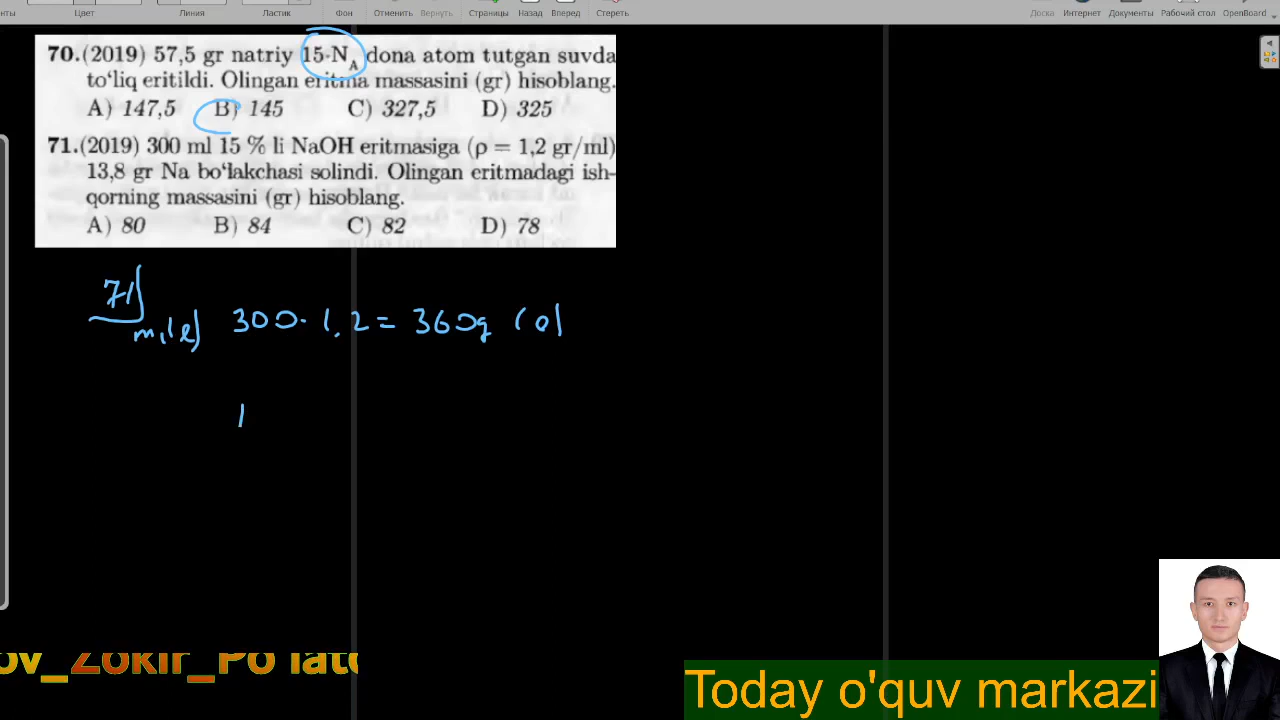 Цвет Линия Ластик Фон Отменить Вернуть Страницы Назад Вперед Стереть Доска Интернет Документы Рабочий стол OpenBoard
70.(2019) 57,5 gr natriy 15·N_A dona atom tutgan suvda
to‘liq eritildi. Olingan eritma massasini (gr) hisoblang.
A) 147,5 B) 145 C) 327,5 D) 325
71.(2019) 300 ml 15 % li NaOH eritmasiga (ρ = 1,2 gr/ml)
13,8 gr Na bo‘lakchasi solindi. Olingan eritmadagi ish-
qorning massasini (gr) hisoblang.
A) 80 B) 84 C) 82 D) 78
71
300· 1,2 = 360g
1
ov_Zokir_Po'lato
Today o'quv markazi